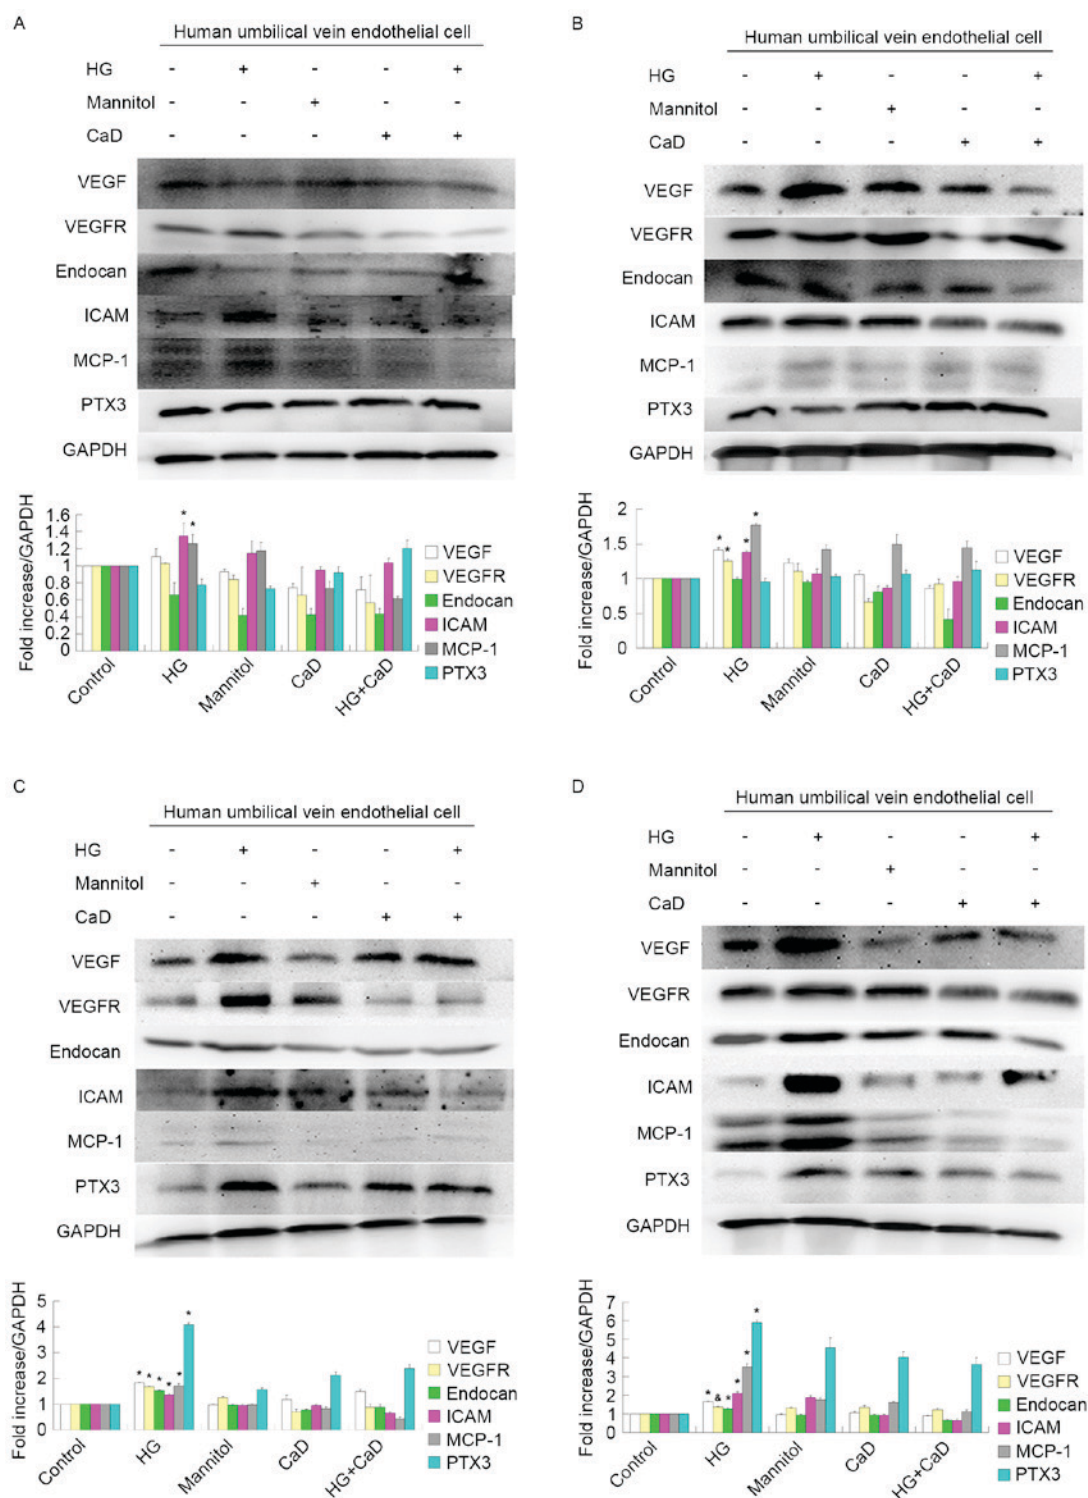 A
Human umbilical vein endothelial cell
HG - + - - +
Mannitol - - + - -
CaD - - - + +
VEGF
VEGFR
Endocan
ICAM
MCP-1
PTX3
GAPDH
Fold increase/GAPDH
1.6
1.4
1.2
1
0.8
0.6
0.4
0.2
0
* *
Control HG Mannitol CaD HG+CaD
VEGF
VEGFR
Endocan
ICAM
MCP-1
PTX3
B
Human umbilical vein endothelial cell
HG - + - - +
Mannitol - - + - -
CaD - - - + +
VEGF
VEGFR
Endocan
ICAM
MCP-1
PTX3
GAPDH
Fold increase/GAPDH
2
1.5
1
0.5
0
* * * *
Control HG Mannitol CaD HG+CaD
VEGF
VEGFR
Endocan
ICAM
MCP-1
PTX3
C
Human umbilical vein endothelial cell
HG - + - - +
Mannitol - - + - -
CaD - - - + +
VEGF
VEGFR
Endocan
ICAM
MCP-1
PTX3
GAPDH
Fold increase/GAPDH
5
4
3
2
1
0
* * * * * *
Control HG Mannitol CaD HG+CaD
VEGF
VEGFR
Endocan
ICAM
MCP-1
PTX3
D
Human umbilical vein endothelial cell
HG - + - - +
Mannitol - - + - -
CaD - - - + +
VEGF
VEGFR
Endocan
ICAM
MCP-1
PTX3
GAPDH
Fold increase/GAPDH
7
6
5
4
3
2
1
0
* & * * * *
Control HG Mannitol CaD HG+CaD
VEGF
VEGFR
Endocan
ICAM
MCP-1
PTX3